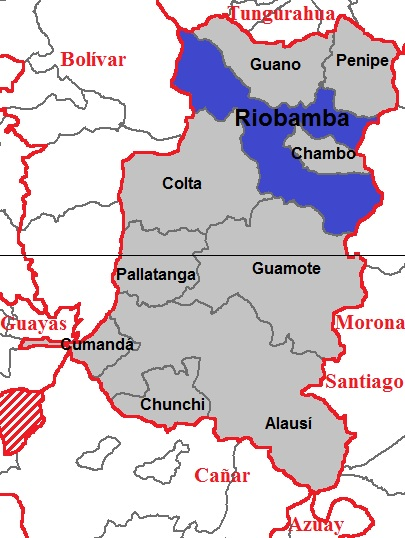 Tungurahua
Bolívar
Guano
Penipe
Riobamba
Chambo
Colta
Pallatanga
Guamote
Guayas
Morona
Cumandá
Santiago
Chunchi
Alausí
Cañar
Azuay